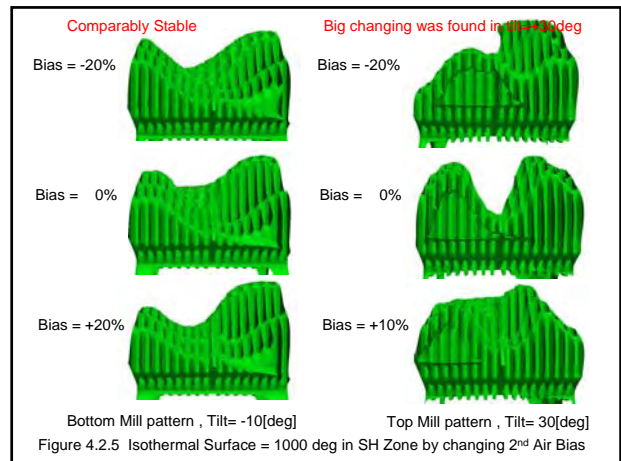 Comparably Stable
Big changing was found in tilt=+30deg
Bias = -20%
Bias = -20%
Bias = 0%
Bias = 0%
Bias = +20%
Bias = +10%
Bottom Mill pattern , Tilt= -10[deg]
Top Mill pattern , Tilt= 30[deg]
Figure 4.2.5 Isothermal Surface = 1000 deg in SH Zone by changing 2nd Air Bias